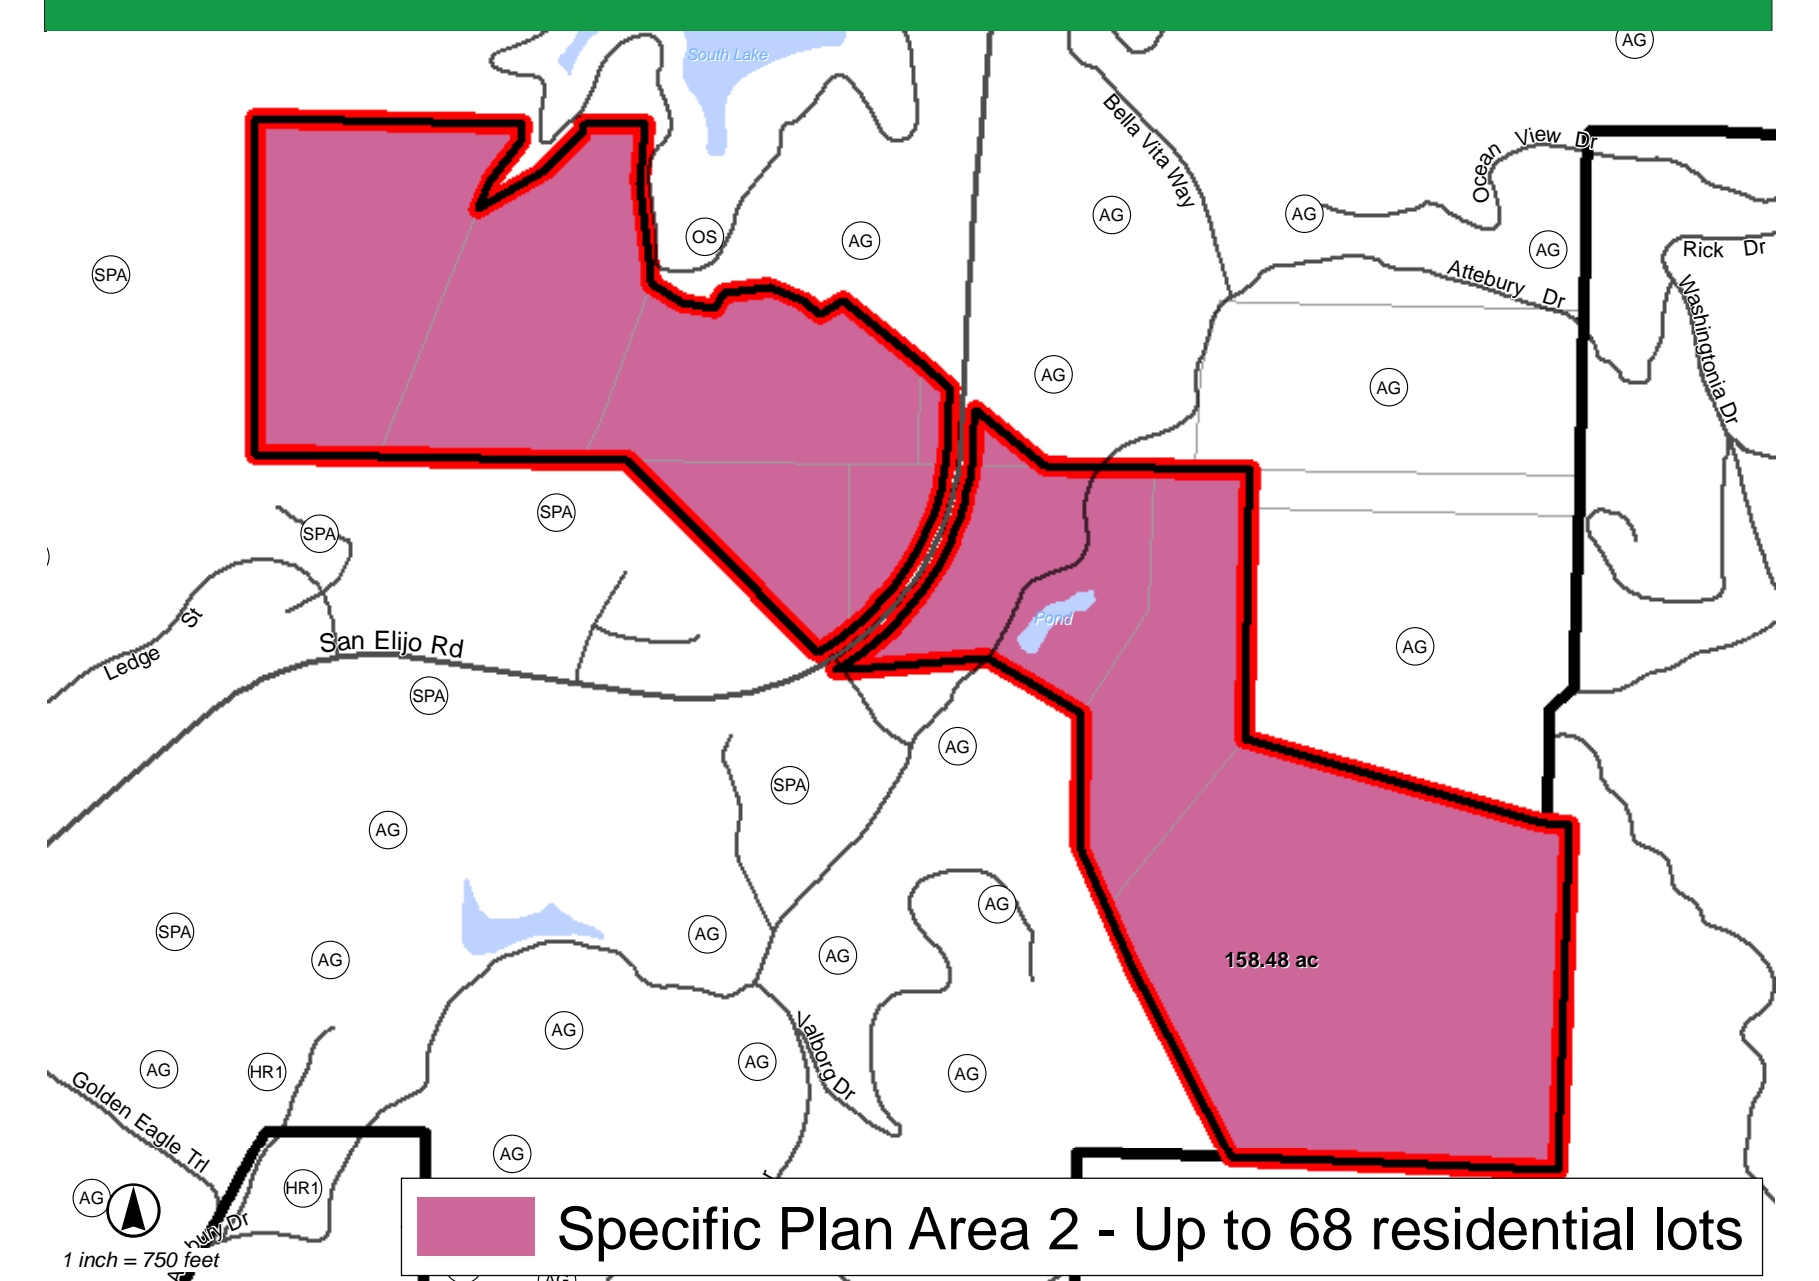 AG
South Lake
Bella Vita Way
Ocean View Dr
AG
AG
OS
AG
AG
Rick Dr
SPA
Attebury Dr
Washingtonia Dr
AG
AG
SPA
SPA
Pond
Ledge St
San Elijo Rd
AG
SPA
AG
SPA
AG
AG
SPA
AG
AG
AG
158.48 ac
Valborg Dr
AG
AG
AG
HR1
AG
Golden Eagle Trl
AG
HR1
AG
bury Dr
1 inch = 750 feet
Specific Plan Area 2 - Up to 68 residential lots